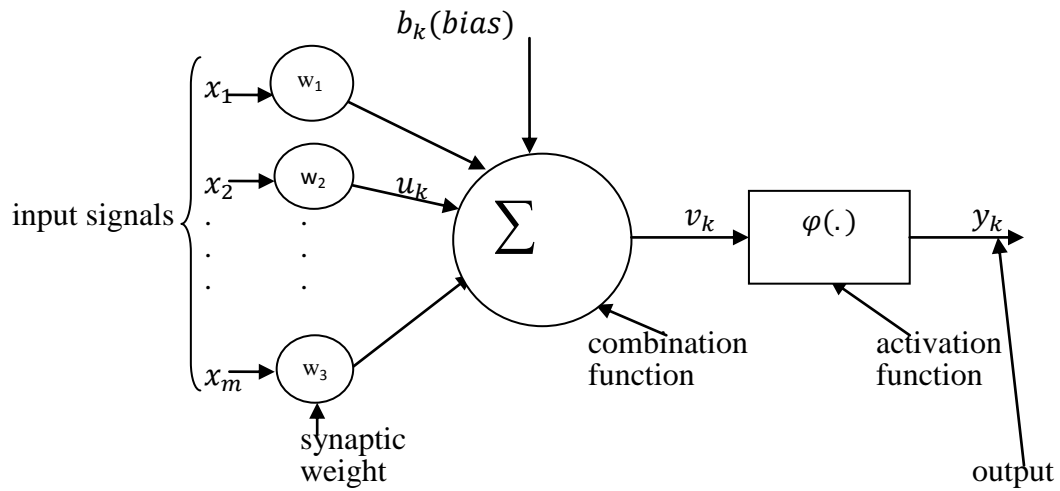 b_k(bias)
x_1
w_1
x_2
w_2
u_k
input signals
.
.
.
.
.
.
Σ
v_k
φ(.)
y_k
x_m
w_3
combination
function
activation
function
synaptic
weight
output